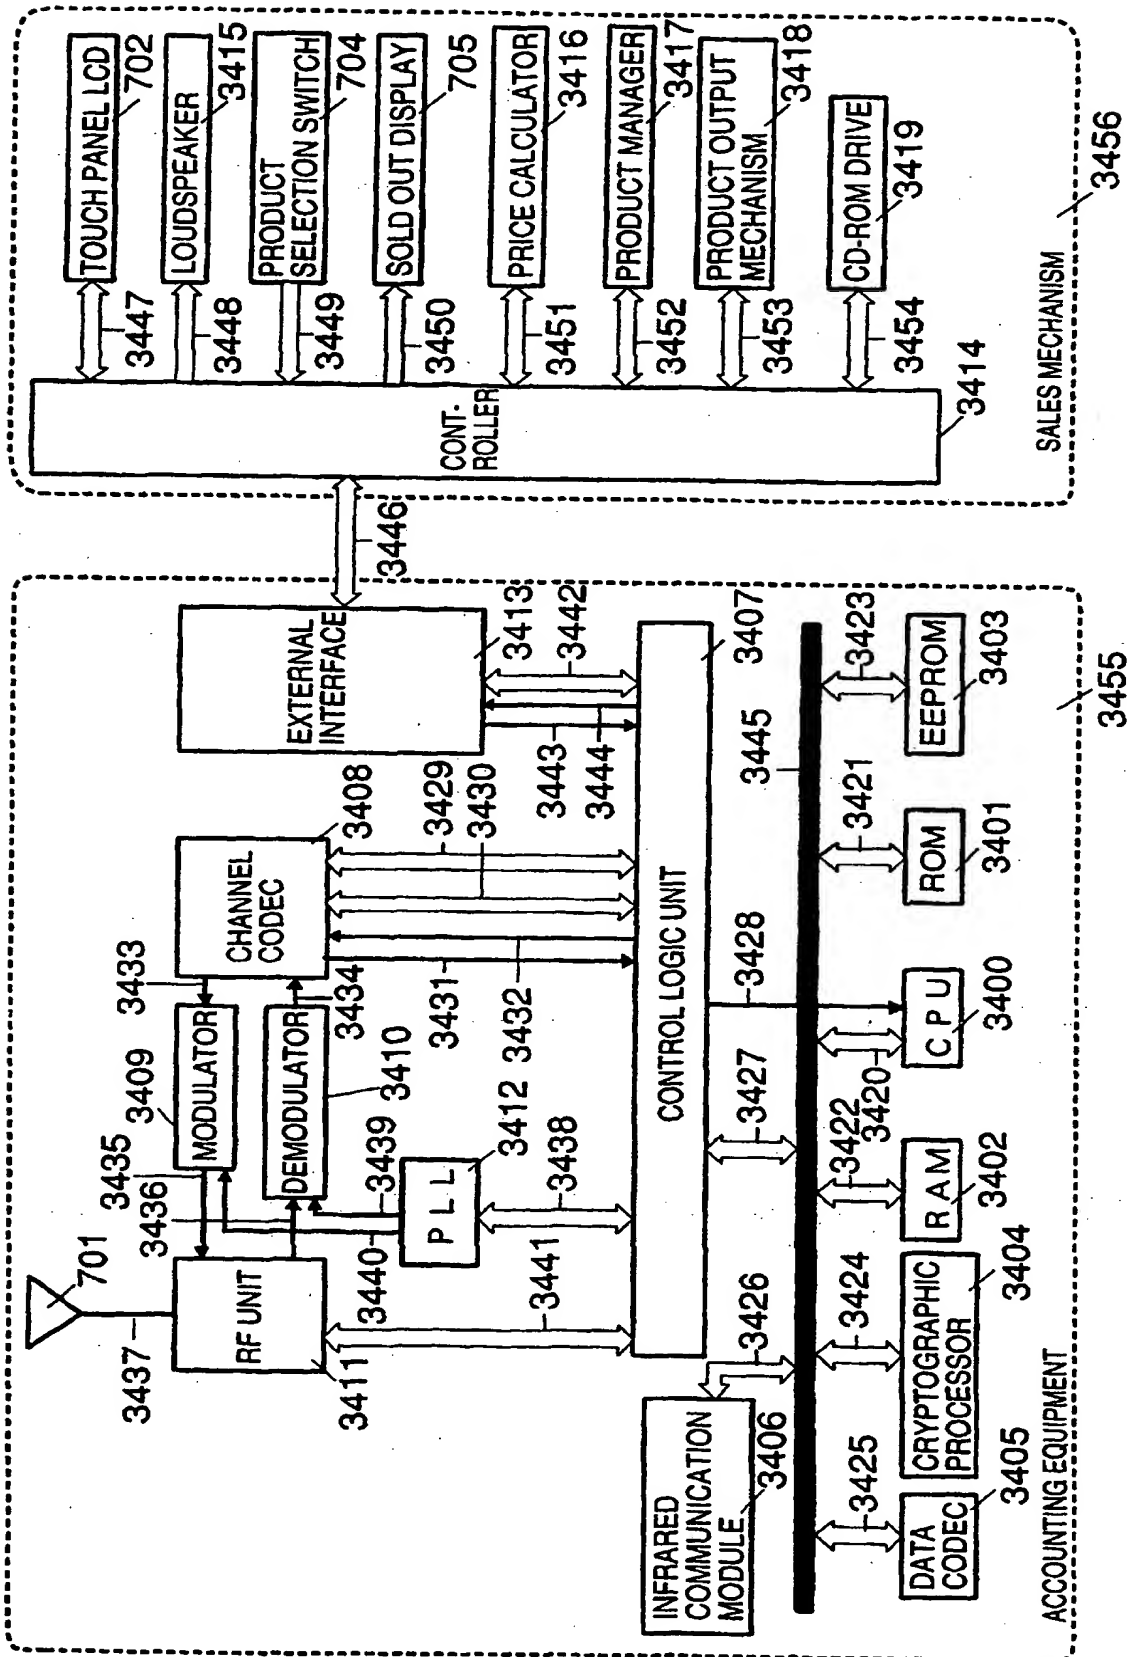 701
3437
RF UNIT
3411
3435
3436
3409
MODULATOR
DEMODULATOR
3410
3433
3434
CHANNEL
CODEC
3408
3429
3430
3431
3432
3440
3439
P L L
3412
3438
3441
EXTERNAL
INTERFACE
3413
3442
3443
3444
3446
CONTROL LOGIC UNIT
3407
INFRARED
COMMUNICATION
MODULE
3406
3426
3427
3428
3445
3425
3424
3422
3420
3421
3423
DATA
CODEC
3405
CRYPTOGRAPHIC
PROCESSOR
3404
R A M
3402
C P U
3400
ROM
3401
EEPROM
3403
ACCOUNTING EQUIPMENT
3455
CONT-
ROLLER
3414
3447
TOUCH PANEL LCD
702
3448
LOUDSPEAKER
3415
3449
PRODUCT
SELECTION SWITCH
704
3450
SOLD OUT DISPLAY
705
3451
PRICE CALCULATOR
3416
3452
PRODUCT MANAGER
3417
3453
PRODUCT OUTPUT
MECHANISM
3418
3454
CD-ROM DRIVE
3419
SALES MECHANISM
3456